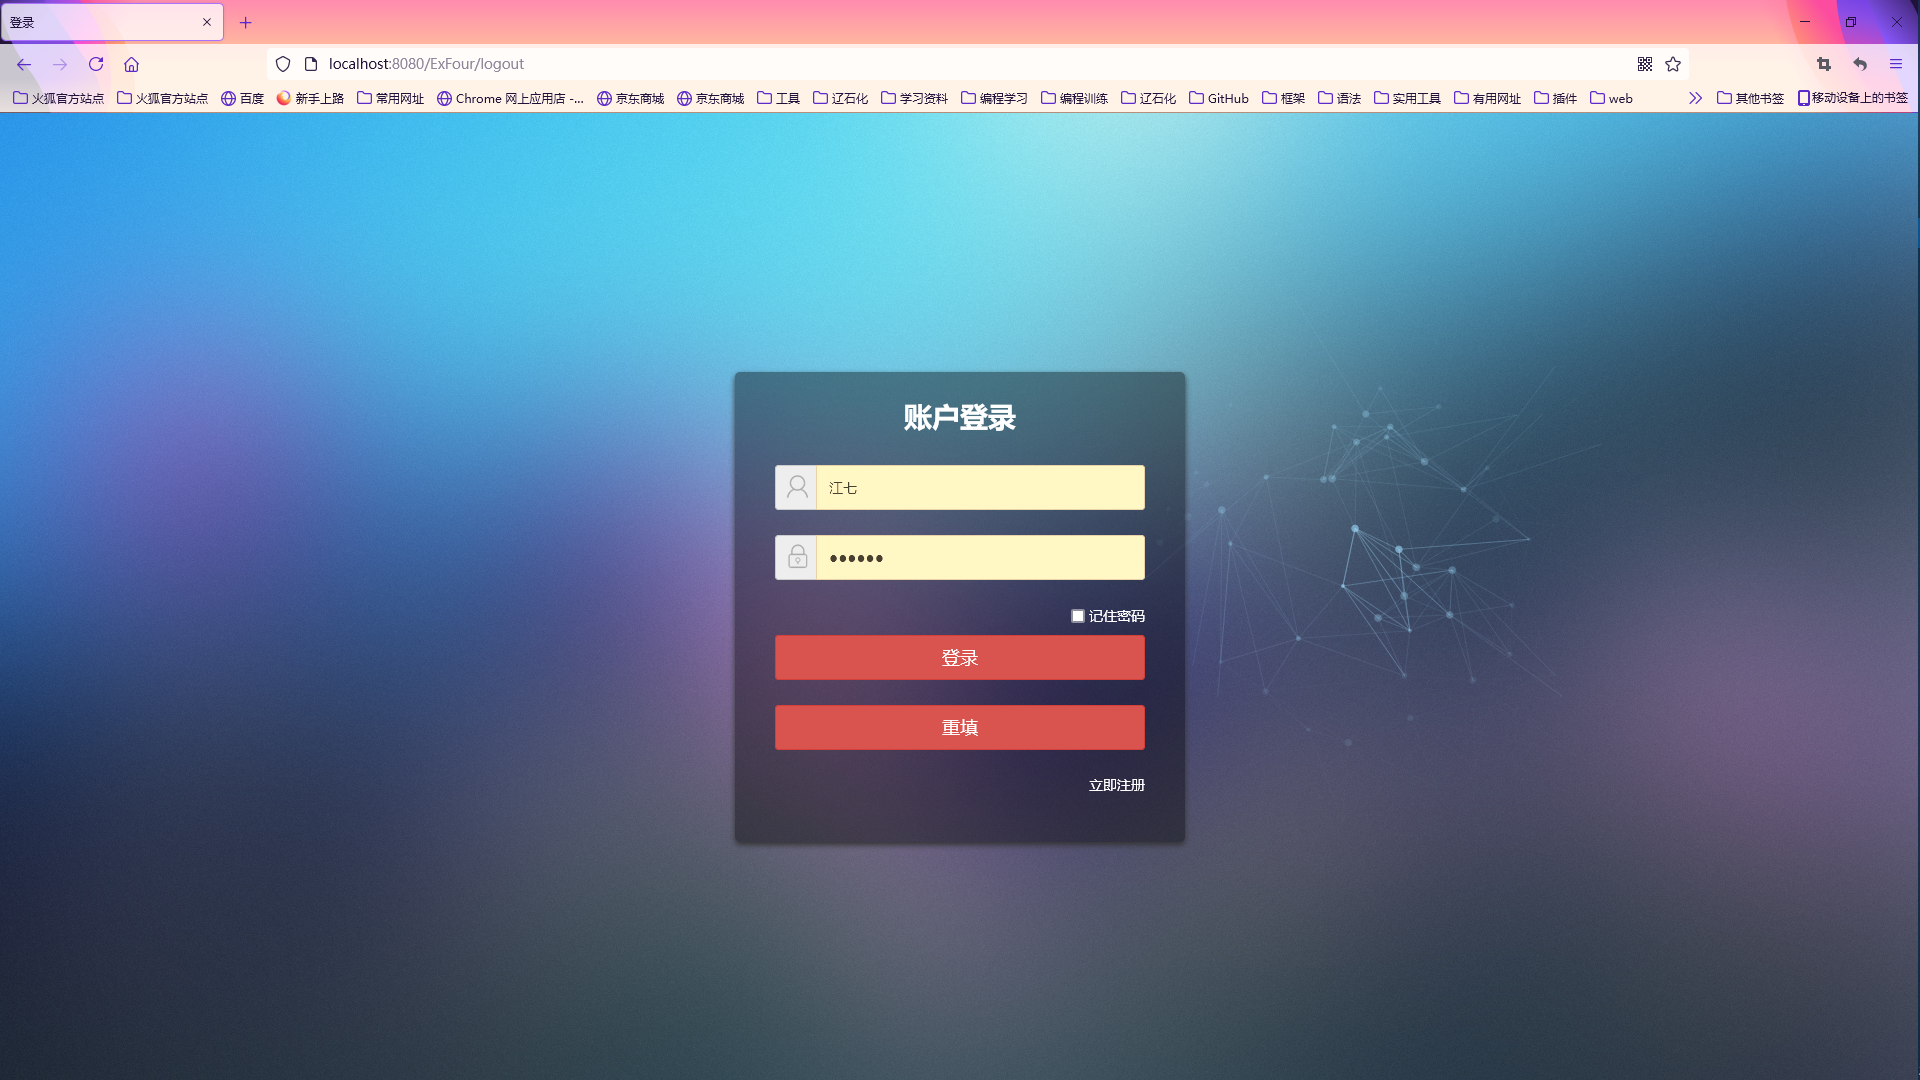 登录
localhost:8080/ExFour/logout
火狐官方站点 火狐官方站点 百度 新手上路 常用网址 Chrome 网上应用店 -... 京东商城 京东商城 工具 辽石化 学习资料 编程学习 编程训练 辽石化 GitHub 框架 语法 实用工具 有用网址 插件 web 其他书签 移动设备上的书签
账户登录
江七
••••••
记住密码
登录
重填
立即注册